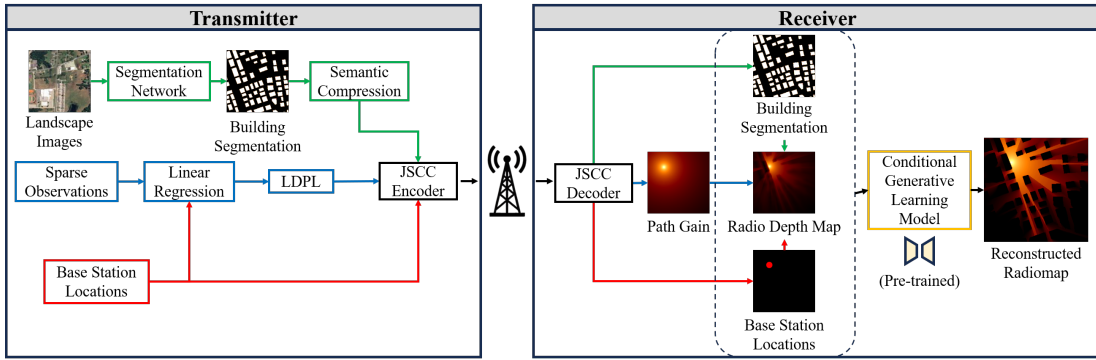 Transmitter
Landscape
Images
Segmentation
Network
Building
Segmentation
Semantic
Compression
Sparse
Observations
Linear
Regression
LDPL
JSCC
Encoder
Base Station
Locations
Receiver
JSCC
Decoder
Building
Segmentation
Path Gain
Radio Depth Map
Base Station
Locations
Conditional
Generative
Learning
Model
(Pre-trained)
Reconstructed
Radiomap